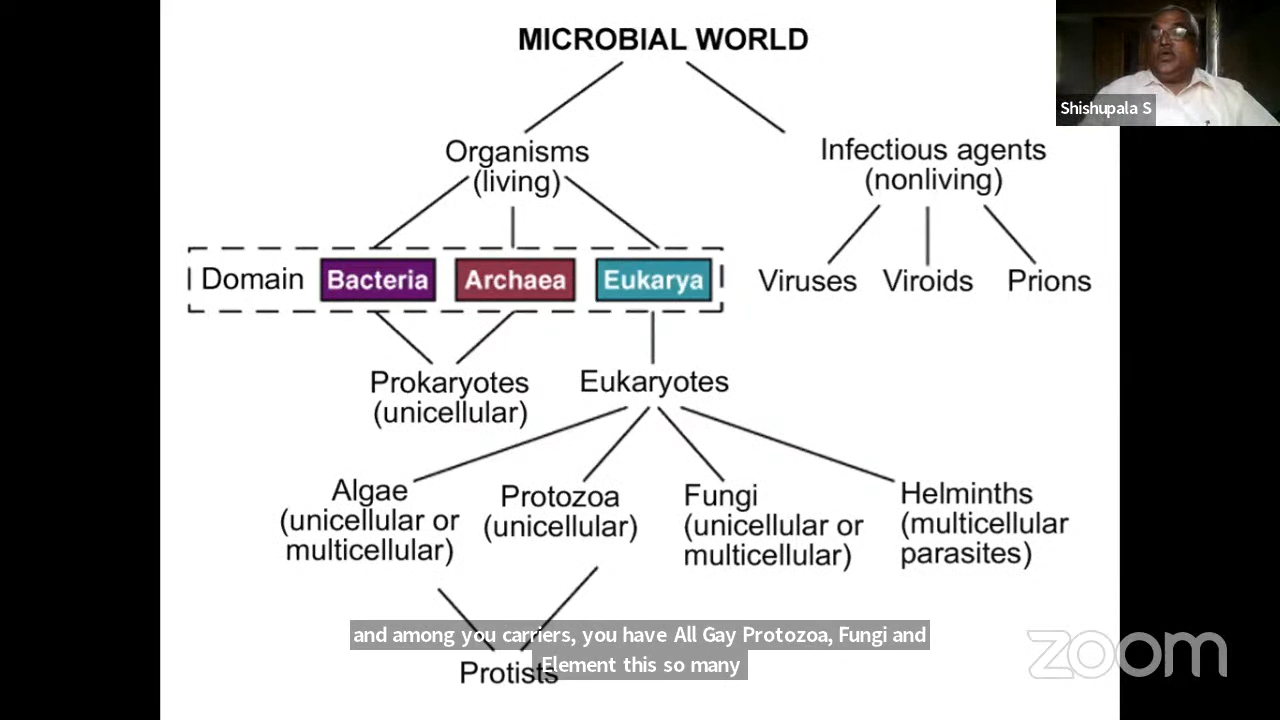 MICROBIAL WORLD
Shishupala S
Organisms
(living)
Infectious agents
(nonliving)
Domain Bacteria Archaea Eukarya
Viruses Viroids Prions
Prokaryotes
(unicellular)
Eukaryotes
Algae
(unicellular or
multicellular)
Protozoa
(unicellular)
Fungi
(unicellular or
multicellular)
Helminths
(multicellular
parasites)
and among you carriers, you have All Gay Protozoa, Fungi and
Element this so many
Protists
zoom